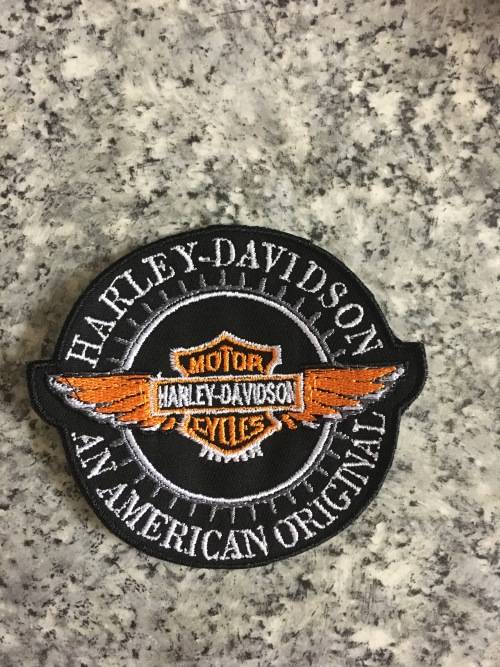 HARLEY-DAVIDSON
MOTOR
HARLEY-DAVIDSON
CYCLES
AN AMERICAN ORIGINAL